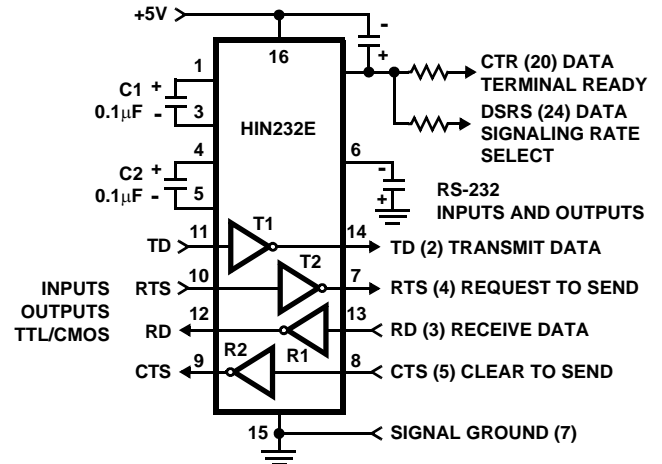 +5V
-
+
16
1
CTR (20) DATA
TERMINAL READY
C1
+
0.1μF
-
3
DSRS (24) DATA
SIGNALING RATE
SELECT
HIN232E
4
6
C2
+
0.1μF
-
5
-
+
RS-232
INPUTS AND OUTPUTS
T1
11
14
TD
TD (2) TRANSMIT DATA
T2
INPUTS
OUTPUTS
TTL/CMOS
10
7
RTS
RTS (4) REQUEST TO SEND
12
13
RD
RD (3) RECEIVE DATA
R2
R1
9
8
CTS
CTS (5) CLEAR TO SEND
15
SIGNAL GROUND (7)